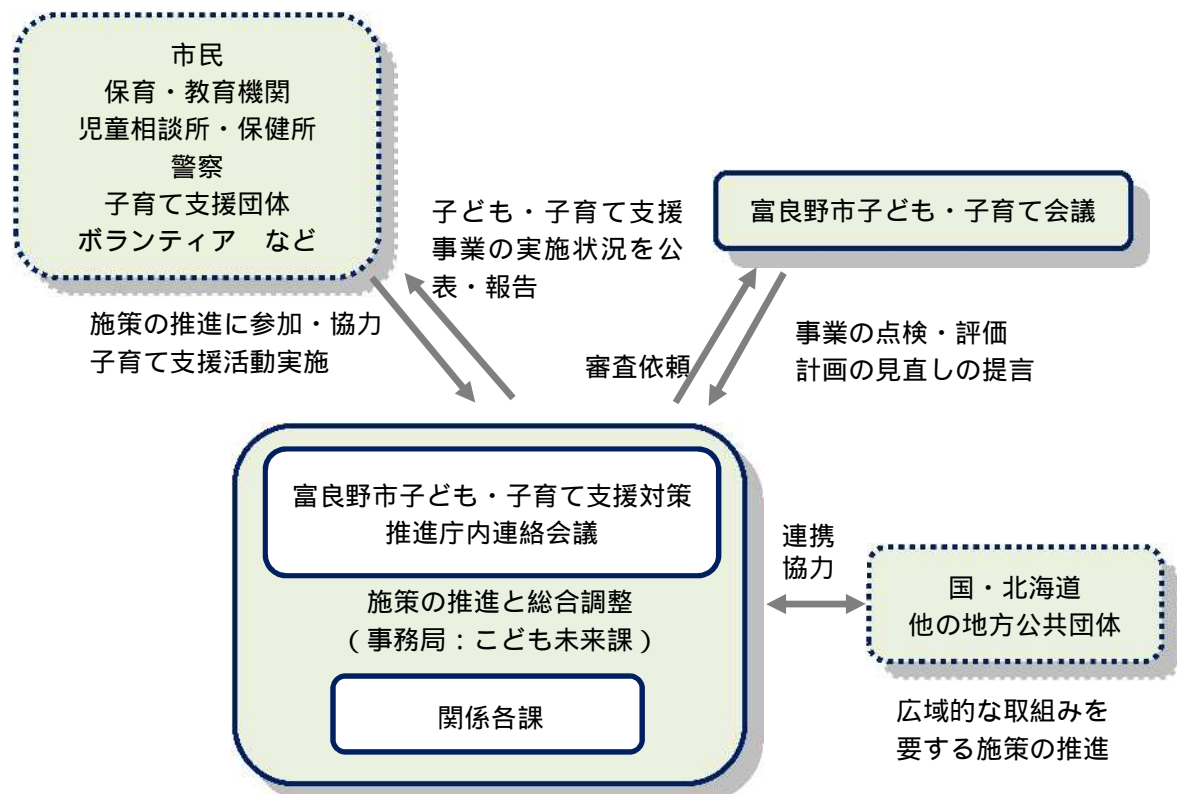 市民
保育・教育機関
児童相談所・保健所
警察
子育て支援団体
ボランティア　など
子ども・子育て支援
事業の実施状況を公
表・報告
富良野市子ども・子育て会議
施策の推進に参加・協力
子育て支援活動実施
審査依頼
事業の点検・評価
計画の見直しの提言
富良野市子ども・子育て支援対策
推進庁内連絡会議
施策の推進と総合調整
（事務局：こども未来課）
関係各課
連携
協力
国・北海道
他の地方公共団体
広域的な取組みを
要する施策の推進